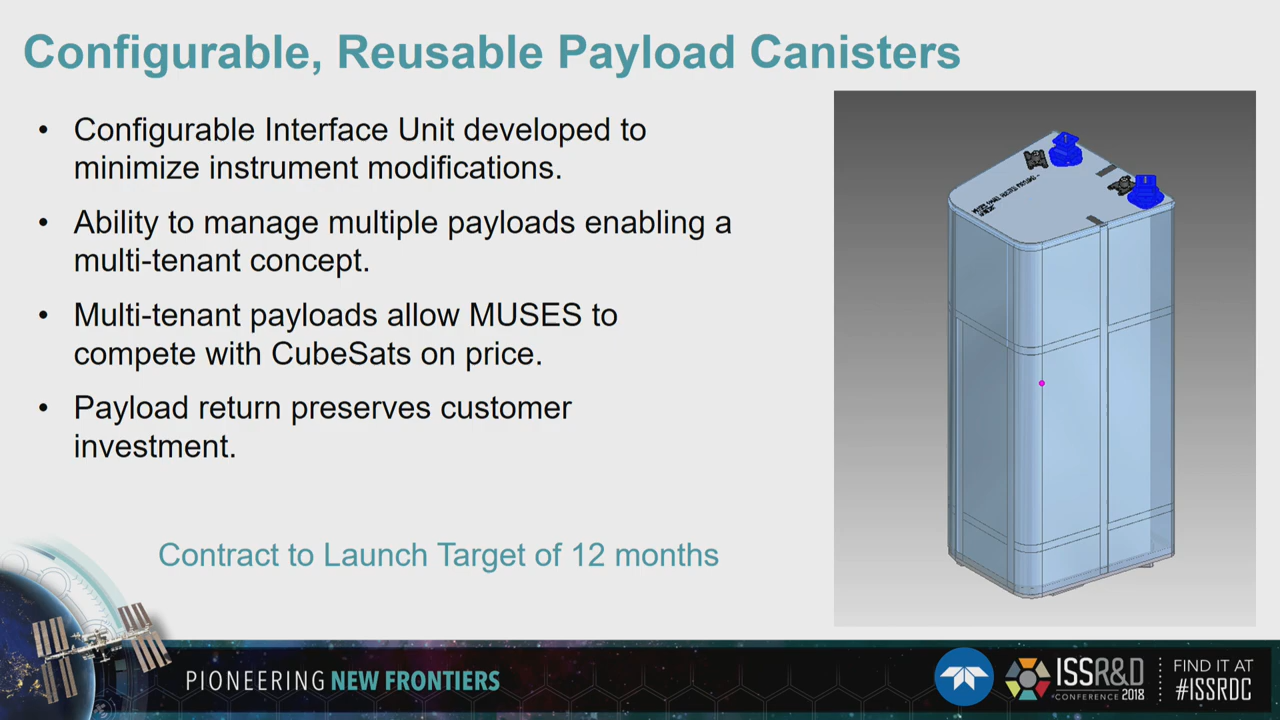 Configurable, Reusable Payload Canisters
• Configurable Interface Unit developed to
minimize instrument modifications.
• Ability to manage multiple payloads enabling a
multi-tenant concept.
• Multi-tenant payloads allow MUSES to
compete with CubeSats on price.
• Payload return preserves customer
investment.
Contract to Launch Target of 12 months
PIONEERING NEW FRONTIERS
ISSR&D
CONFERENCE 2018
FIND IT AT
#ISSRDC